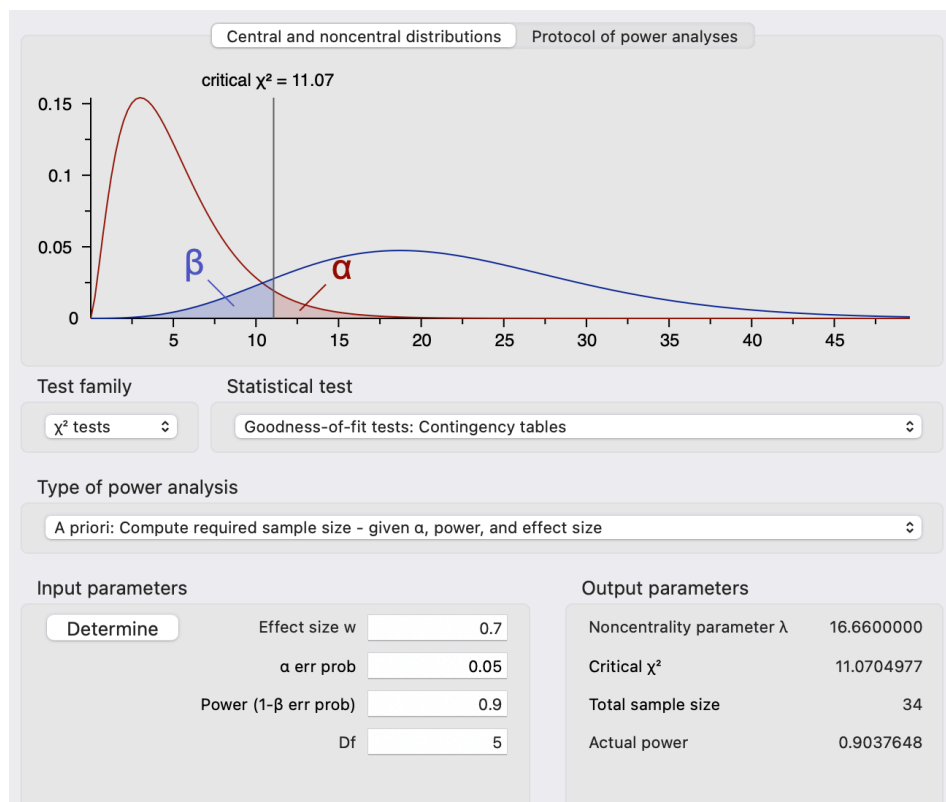 Central and noncentral distributions Protocol of power analyses
critical χ² = 11.07
0.15
0.1
0.05
0
β
α
5 10 15 20 25 30 35 40 45
Test family Statistical test
χ² tests Goodness-of-fit tests: Contingency tables
Type of power analysis
A priori: Compute required sample size - given α, power, and effect size
Input parameters Output parameters
Determine Effect size w 0.7 Noncentrality parameter λ 16.6600000
α err prob 0.05 Critical χ² 11.0704977
Power (1-β err prob) 0.9 Total sample size 34
Df 5 Actual power 0.9037648